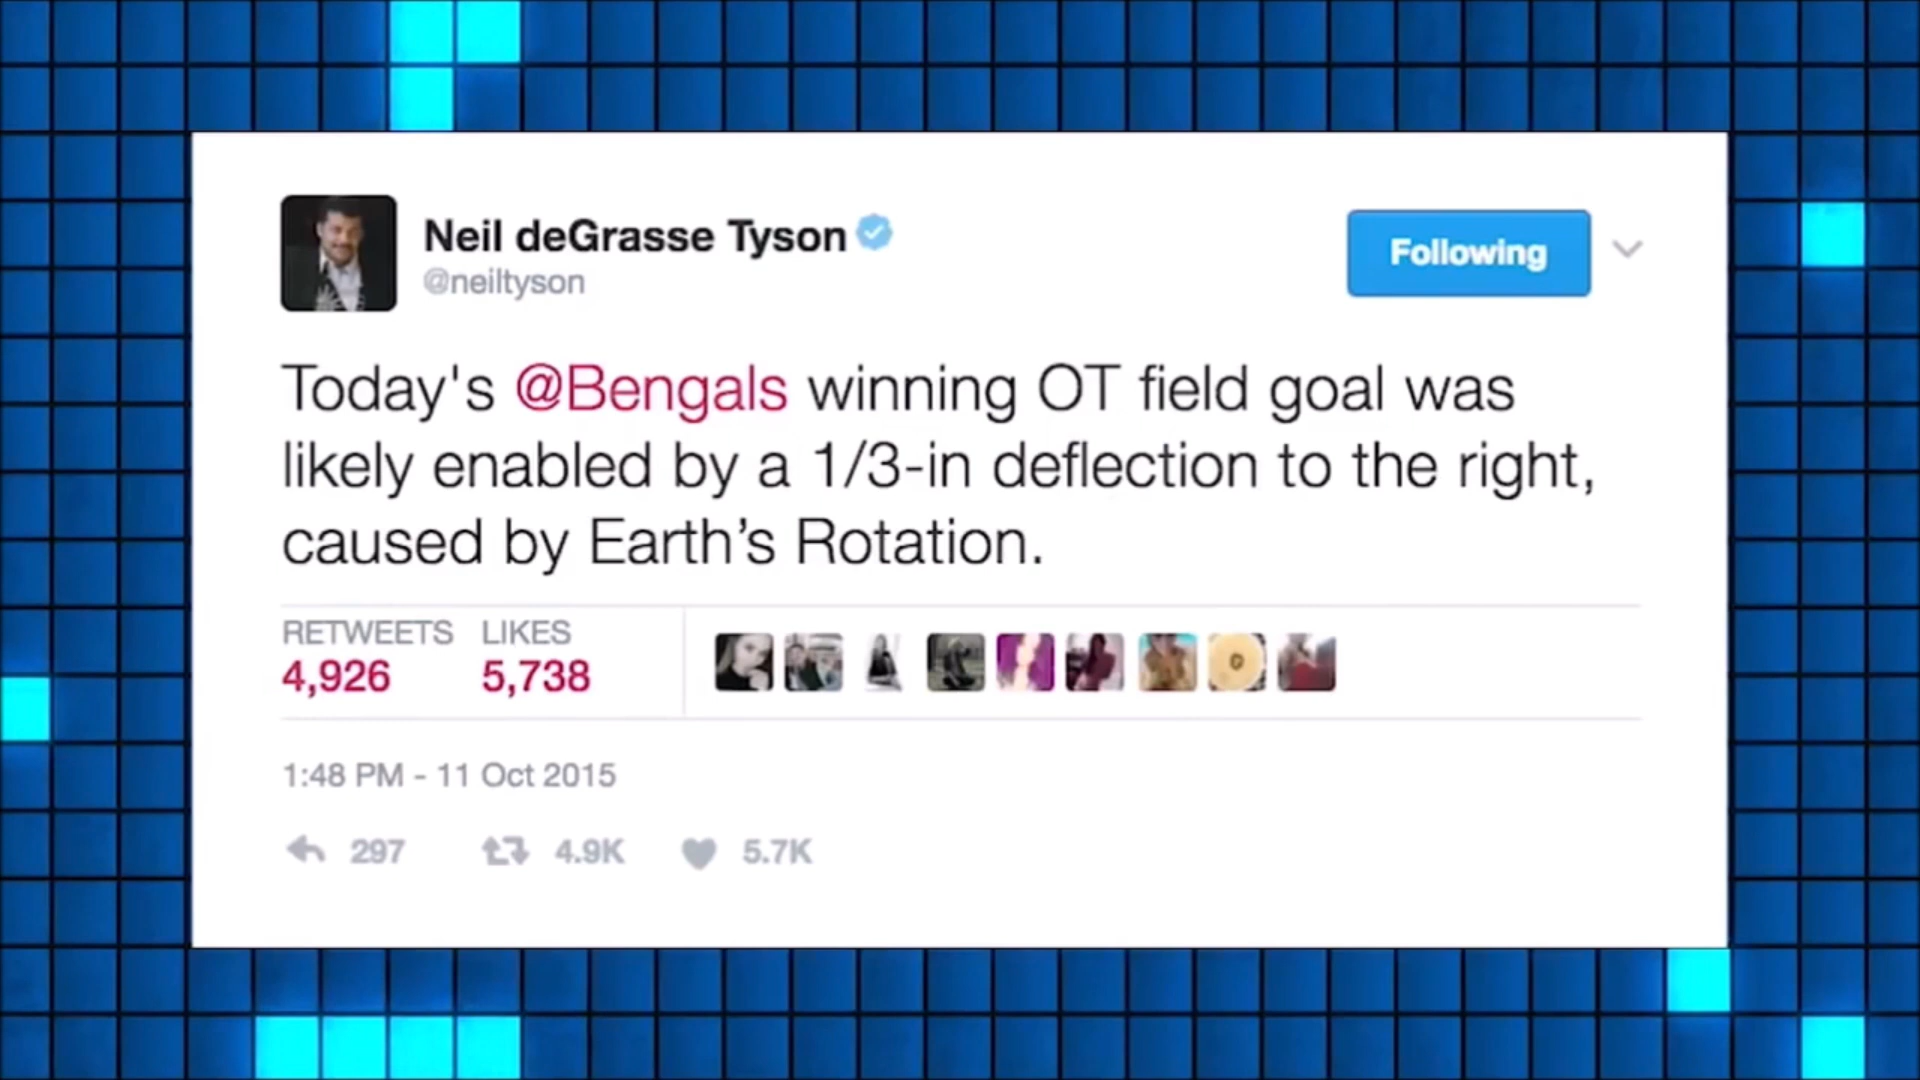 Neil deGrasse Tyson
@neiltyson
Following
Today's @Bengals winning OT field goal was
likely enabled by a 1/3-in deflection to the right,
caused by Earth’s Rotation.
RETWEETS LIKES
4,926 5,738
1:48 PM - 11 Oct 2015
297 4.9K 5.7K